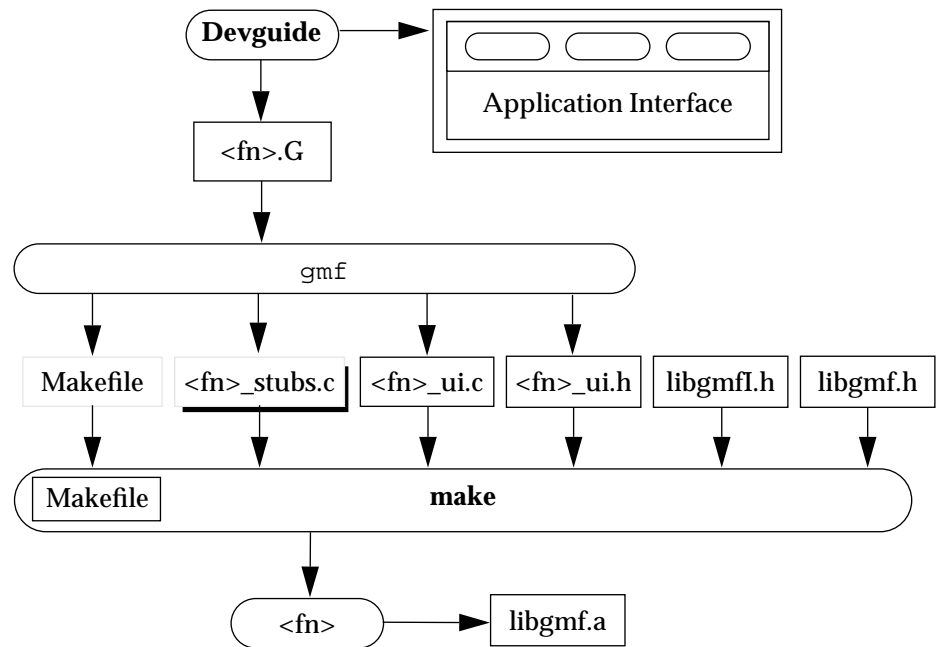 Devguide
Application Interface
<fn>.G
gmf
Makefile
<fn>_stubs.c
<fn>_ui.c
<fn>_ui.h
libgmfI.h
libgmf.h
Makefile
make
<fn>
libgmf.a